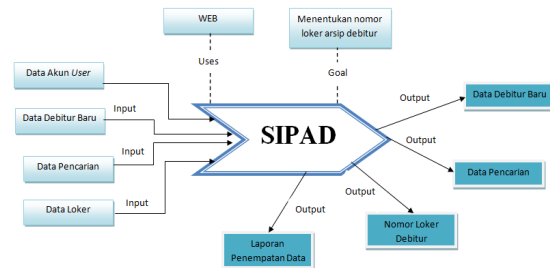 WEB
Menentukan nomor
loker arsip debitur
Uses
Goal
Data Akun User
Data Debitur Baru
Input
Data Pencarian
Input
Data Loker
Input
SIPAD
Output
Data Debitur Baru
Output
Data Pencarian
Output
Nomor Loker
Debitur
Output
Laporan
Penempatan Data